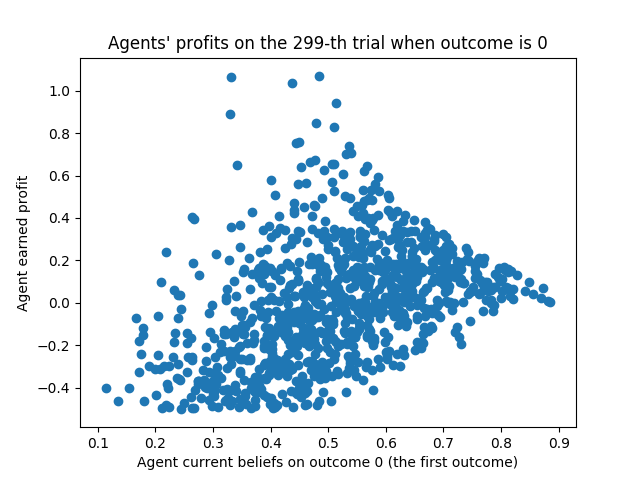 Agents' profits on the 299-th trial when outcome is 0
Agent earned profit
1.0
0.8
0.6
0.4
0.2
0.0
−0.2
−0.4
0.1 0.2 0.3 0.4 0.5 0.6 0.7 0.8 0.9
Agent current beliefs on outcome 0 (the first outcome)